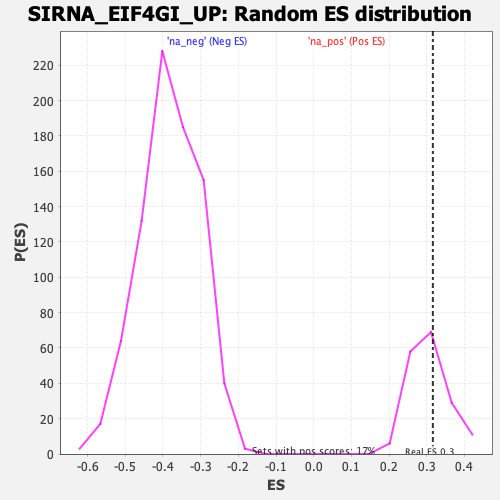 SIRNA_EIF4GI_UP: Random ES distribution
'na_neg' (Neg ES) 'na_pos' (Pos ES)
220
200
180
160
140
120
100
80
60
40
20
0
P(ES)
Sets with pos scores: 17%
Real ES 0.3
-0.6 -0.5 -0.4 -0.3 -0.2 -0.1 0.0 0.1 0.2 0.3 0.4
ES